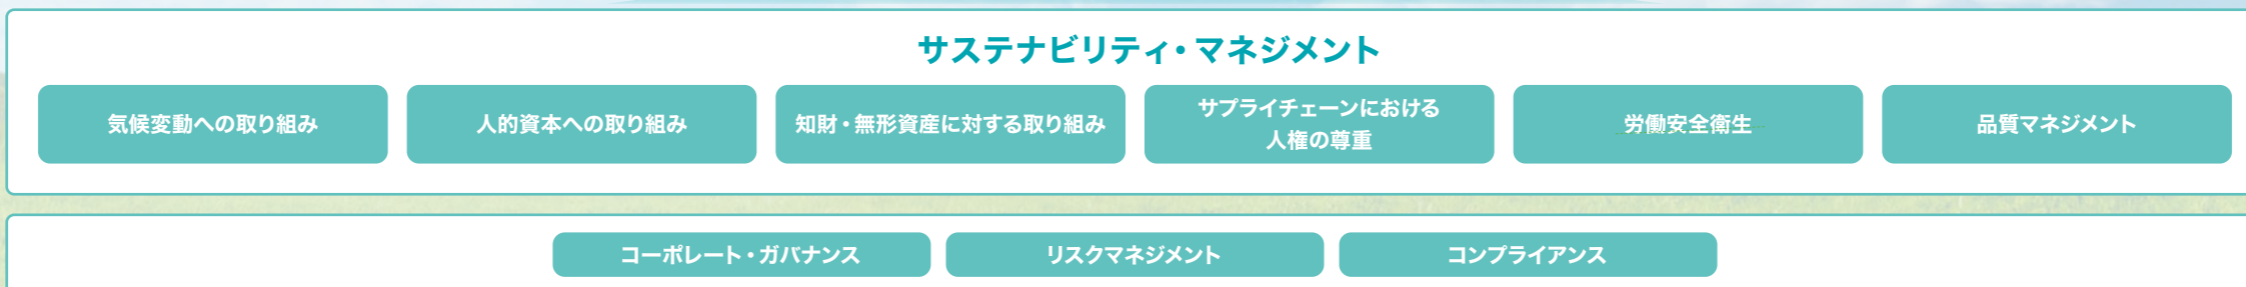 サステナビリティ・マネジメント
気候変動への取り組み
人的資本への取り組み
知財・無形資産に対する取り組み
サプライチェーンにおける
人権の尊重
労働安全衛生
品質マネジメント
コーポレート・ガバナンス
リスクマネジメント
コンプライアンス